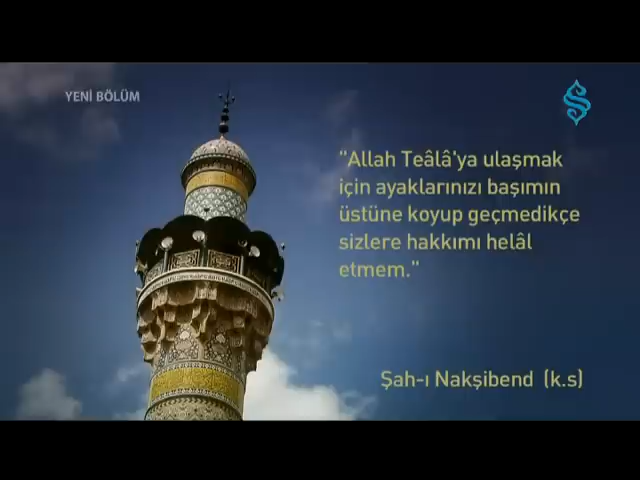 YENİ BÖLÜM
"Allah Teâlâ'ya ulaşmak
için ayaklarınızı başımın
üstüne koyup geçmedikçe
sizlere hakkımı helâl
etmem."
Şah-ı Nakşibend (k.s)